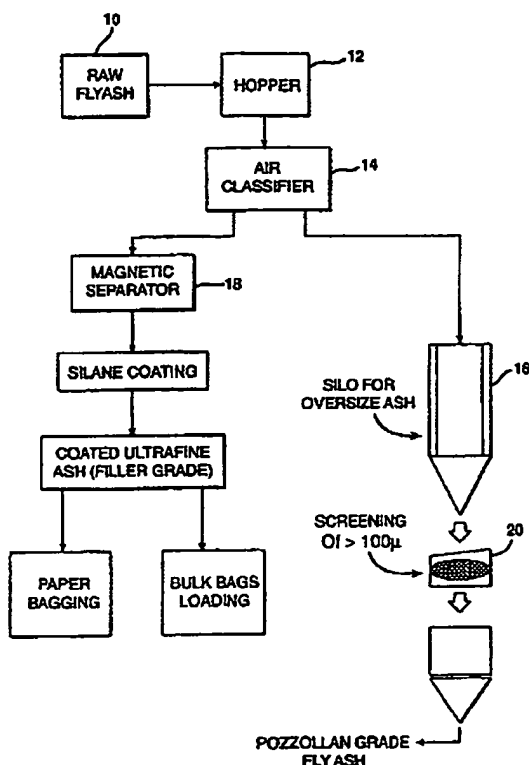 10
RAW
FLYASH
12
HOPPER
AIR
CLASSIFIER
14
MAGNETIC
SEPARATOR
18
SILANE COATING
COATED ULTRAFINE
ASH (FILLER GRADE)
PAPER
BAGGING
BULK BAGS
LOADING
16
SILO FOR
OVERSIZE ASH
SCREENING
Of > 100μ
20
POZZOLLAN GRADE
FLY ASH